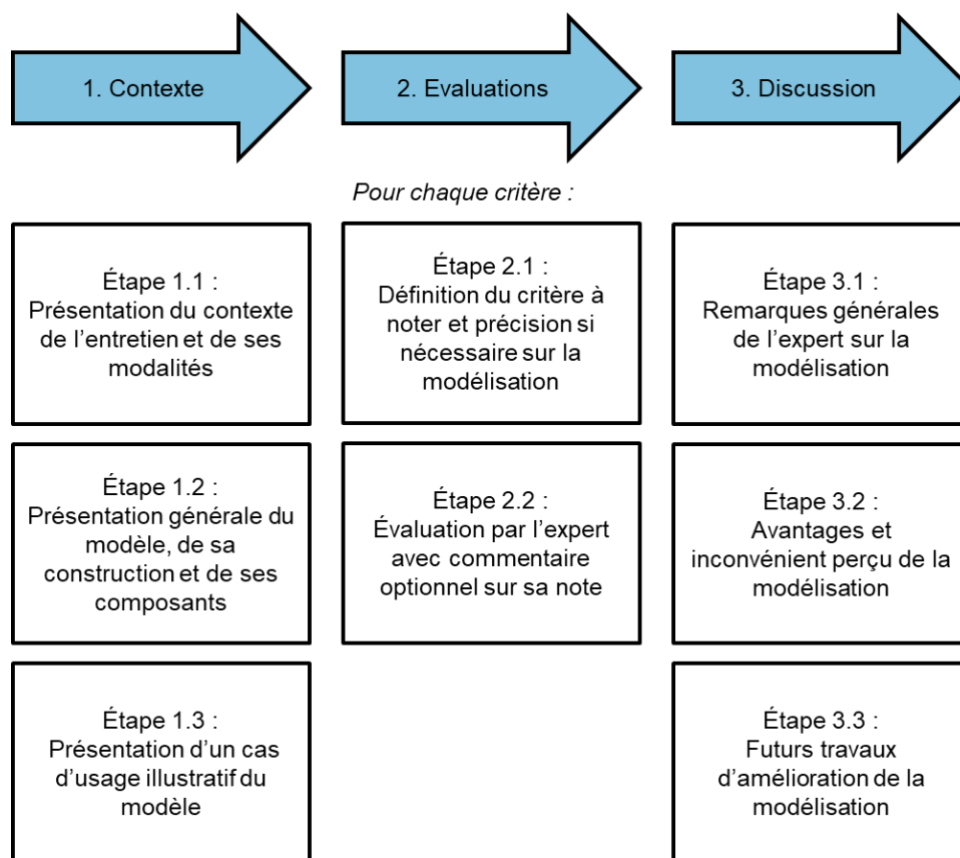 1. Contexte
2. Evaluations
3. Discussion
Pour chaque critère :
Étape 1.1 :
Présentation du contexte
de l’entretien et de ses
modalités
Étape 2.1 :
Définition du critère à
noter et précision si
nécessaire sur la
modélisation
Étape 3.1 :
Remarques générales
de l’expert sur la
modélisation
Étape 1.2 :
Présentation générale du
modèle, de sa
construction et de ses
composants
Étape 2.2 :
Évaluation par l’expert
avec commentaire
optionnel sur sa note
Étape 3.2 :
Avantages et
inconvénient perçu de la
modélisation
Étape 1.3 :
Présentation d’un cas
d’usage illustratif du
modèle
Étape 3.3 :
Futurs travaux
d’amélioration de la
modélisation